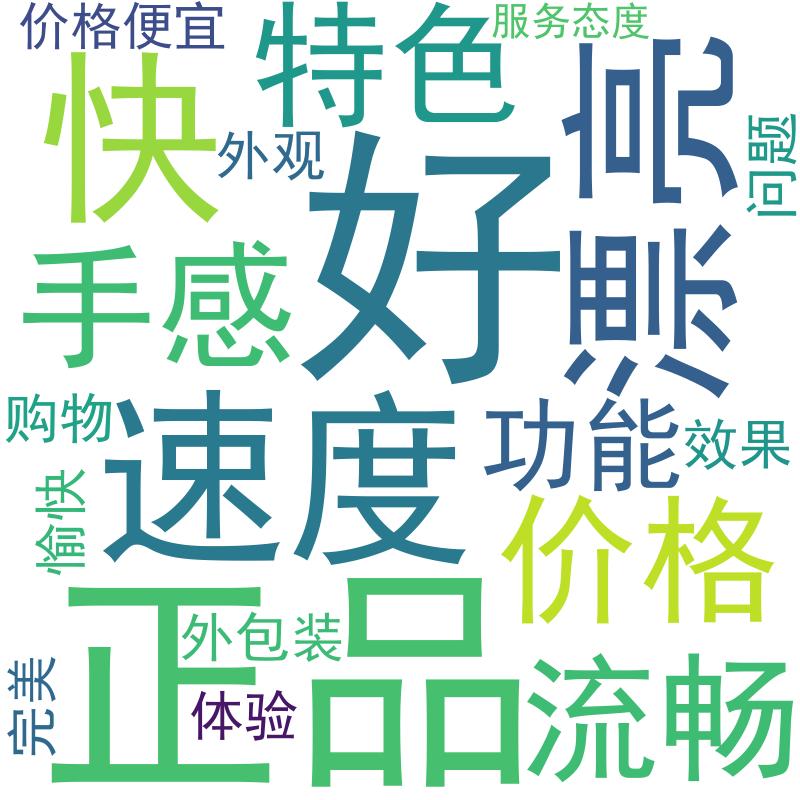 价格便宜
特色
服务态度
快
漂亮
外观
问题
好
手感
速度
购物
功能
效果
愉快
价格
正品
外包装
流畅
完美
体验